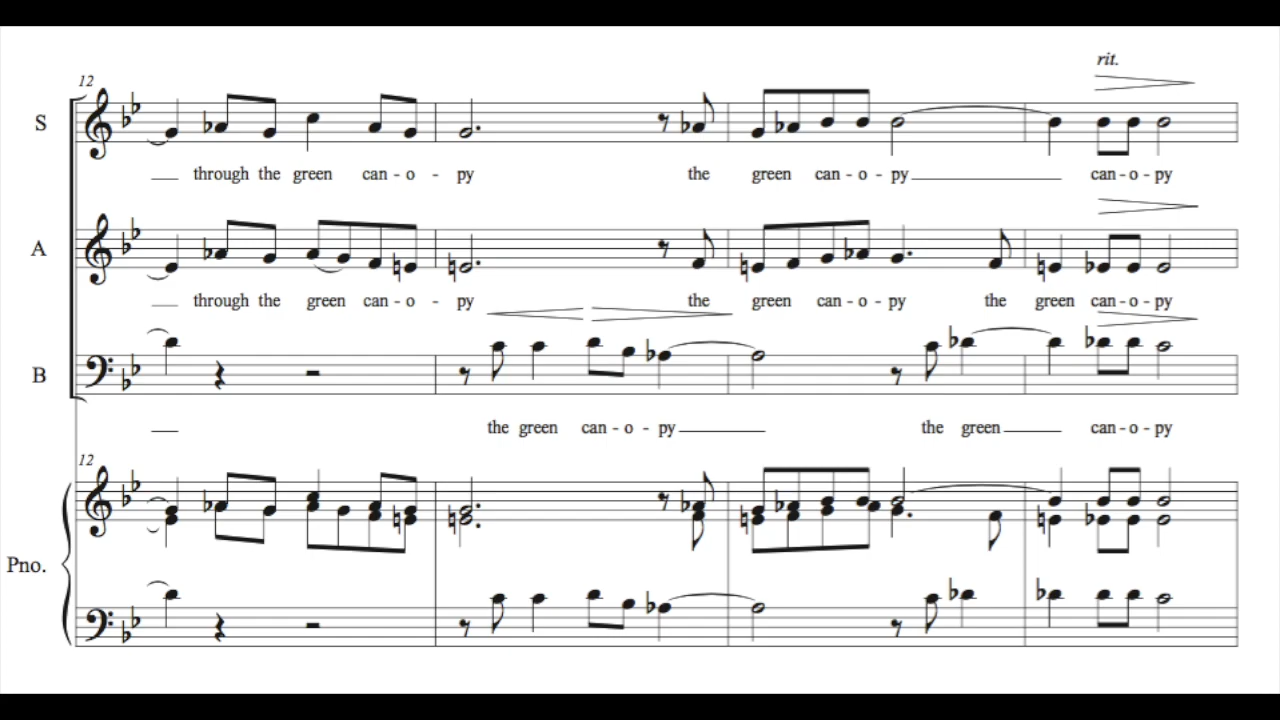 rit.
12
S
through the green can - o - py the green can - o - py can - o - py
A
through the green can - o - py the green can - o - py the green can - o - py
B
the green can - o - py the green can - o - py
12
Pno.